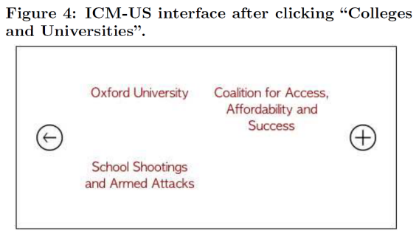 Figure 4: ICM-US interface after clicking “Colleges
and Universities”.
Oxford University
Coalition for Access,
Affordability and
Success
School Shootings
and Armed Attacks